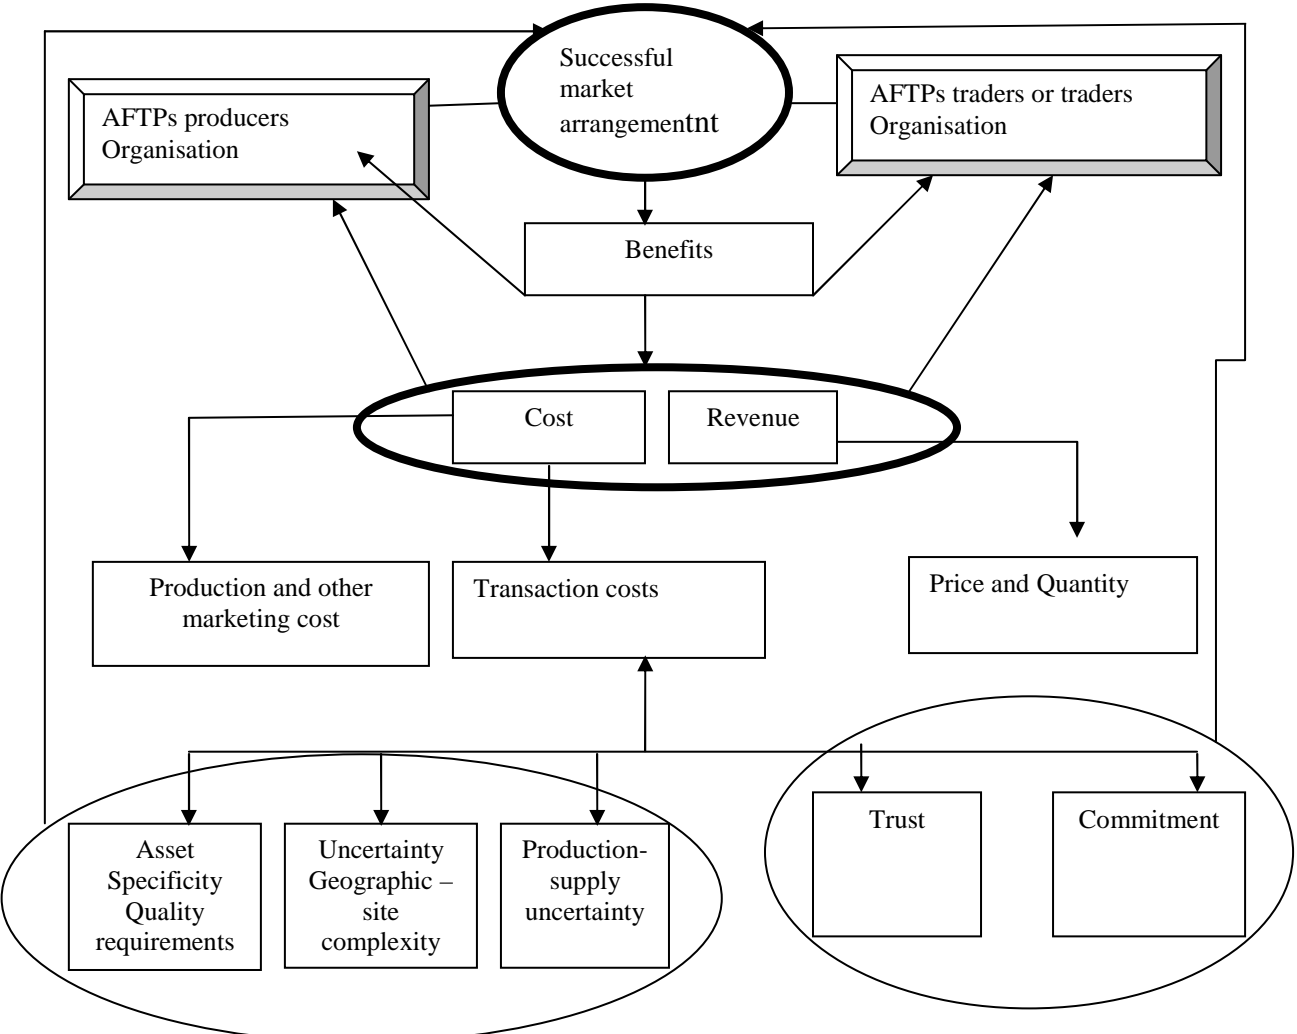 Successful
market
arrangementnt
AFTPs producers
Organisation
AFTPs traders or traders
Organisation
Benefits
Cost
Revenue
Production and other
marketing cost
Transaction costs
Price and Quantity
Asset
Specificity
Quality
requirements
Uncertainty
Geographic –
site
complexity
Production-
supply
uncertainty
Trust
Commitment